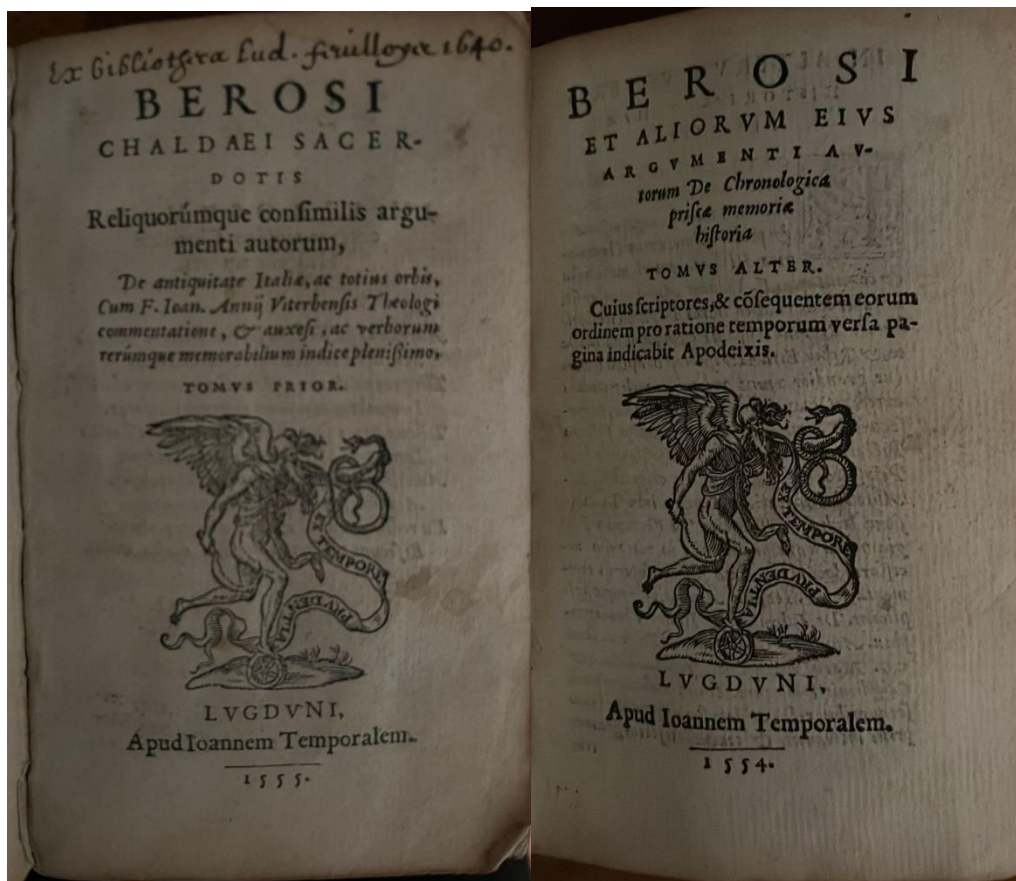 Ex Bibliotheca Lud. 1640.
BEROSI
CHALDAEI SACER-
DOTIS
Reliquorúmque consimilis argu-
menti autorum,
De antiquitate Italiæ, ac totius orbis,
Cum F. Ioan. Annij Viterbensis Theologi
commentatione, & auxesi, ac verborum
rerúmque memorabilium indice plenißimo,
TOMVS PRIOR.
EX TEMPORE
PRVDENTIA
LVGDVNI,
Apud Ioannem Temporalem.
1555.
BEROSI
ET ALIORVM EIVS
ARGVMENTI AV-
torum De Chronologica
priscæ memoriæ
historia
TOMVS ALTER.
Cuius scriptores, & cõsequentem eorum
ordinem pro ratione temporum versa pa-
gina indicabit Apodeixis.
EX TEMPORE
PRVDENTIA
LVGDVNI,
Apud Ioannem Temporalem.
1554.